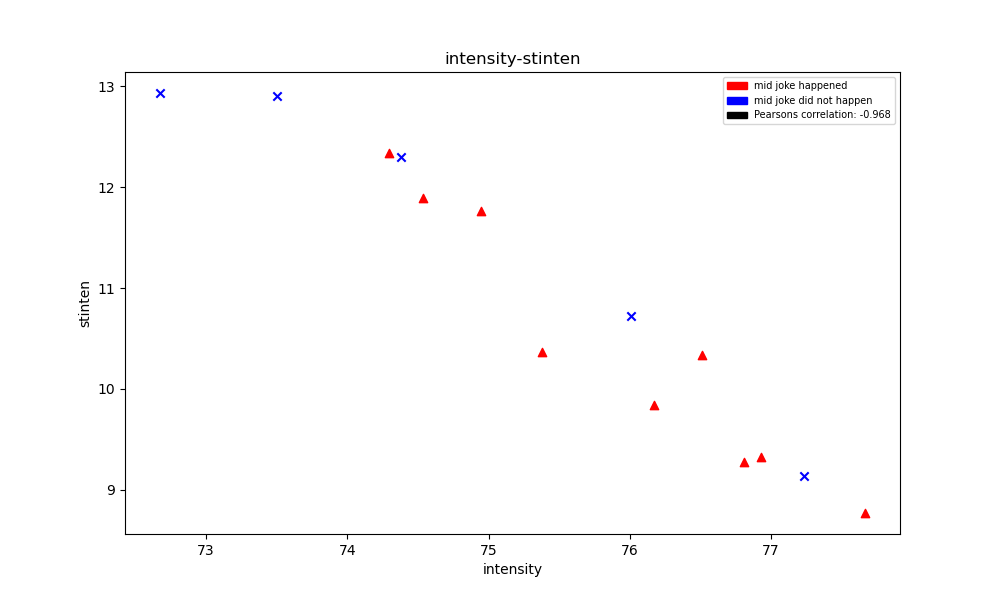 intensity-stinten
mid joke happened
mid joke did not happen
Pearsons correlation: -0.968
13
12
11
10
9
stinten
73
74
75
76
77
intensity